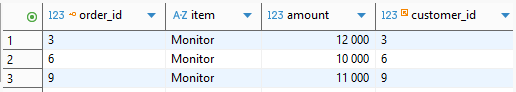 123 order_id A-Z item 123 amount 123 customer_id
1 3 Monitor 12 000 3
2 6 Monitor 10 000 6
3 9 Monitor 11 000 9